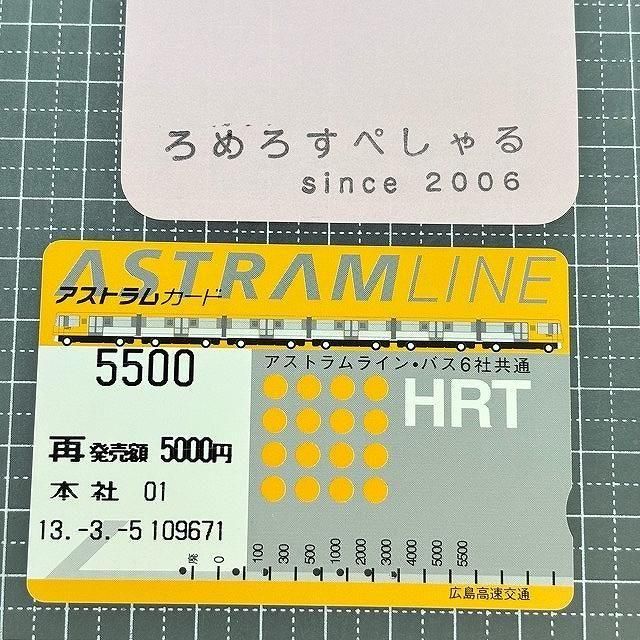 ろめろすぺしゃる
since 2006
ASTRAMLINE
アストラムカード
5500
アストラムライン・バス6社共通
HRT
再 発売額 5000円
本社 01
13.-3.-5 109671
廃 0 100 300 500 1000 2000 3000 4000 5000 5500
広島高速交通